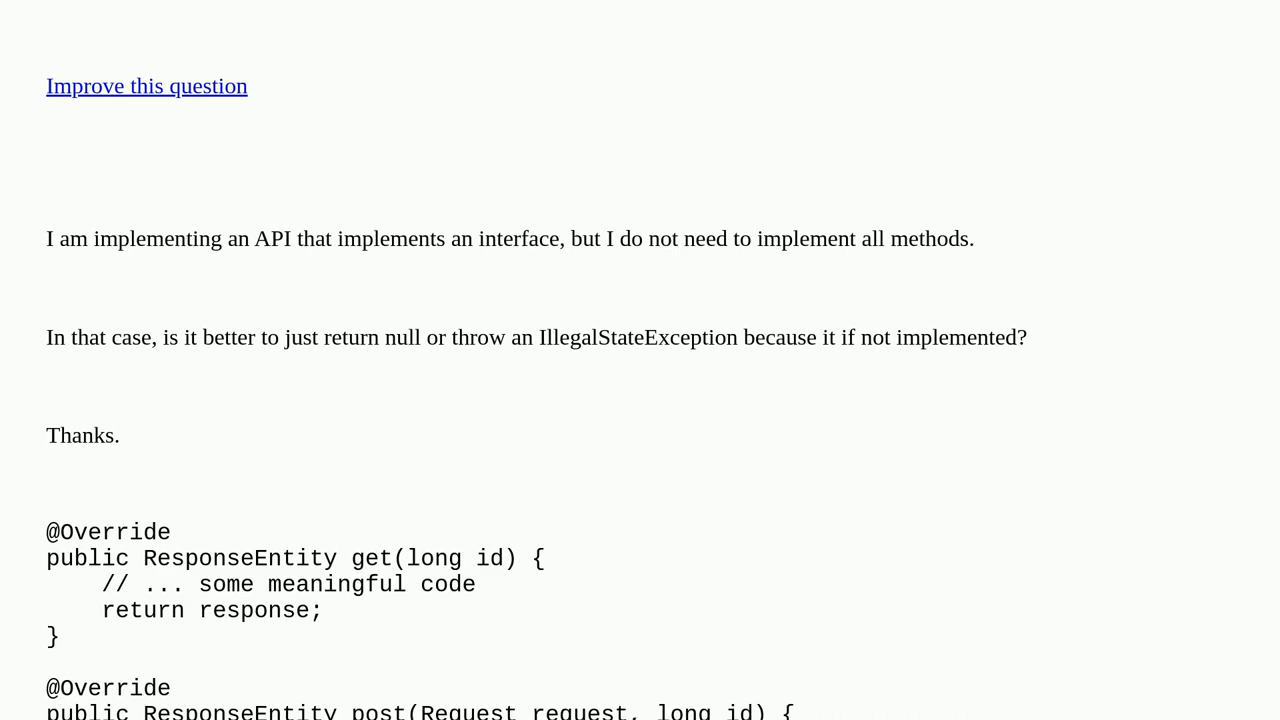 Improve this question
I am implementing an API that implements an interface, but I do not need to implement all methods.
In that case, is it better to just return null or throw an IllegalStateException because it if not implemented?
Thanks.
@Override
public ResponseEntity get(long id) {
    // ... some meaningful code
    return response;
}
@Override
public ResponseEntity post(Request request, long id) {